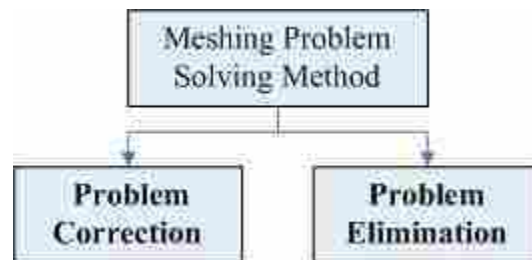 Meshing Problem
Solving Method
Problem
Correction
Problem
Elimination